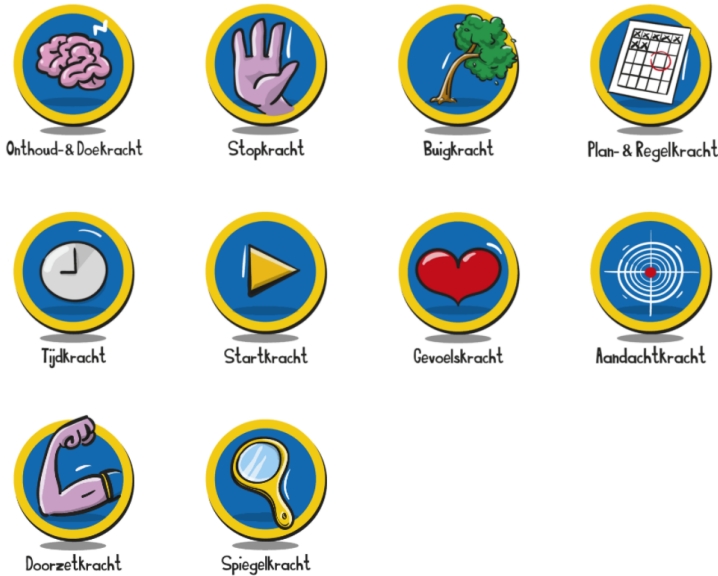 Onthoud- & Doekracht
Stopkracht
Buigkracht
Plan- & Regelkracht
Tijdkracht
Startkracht
Gevoelskracht
Aandachtkracht
Doorzetkracht
Spiegelkracht